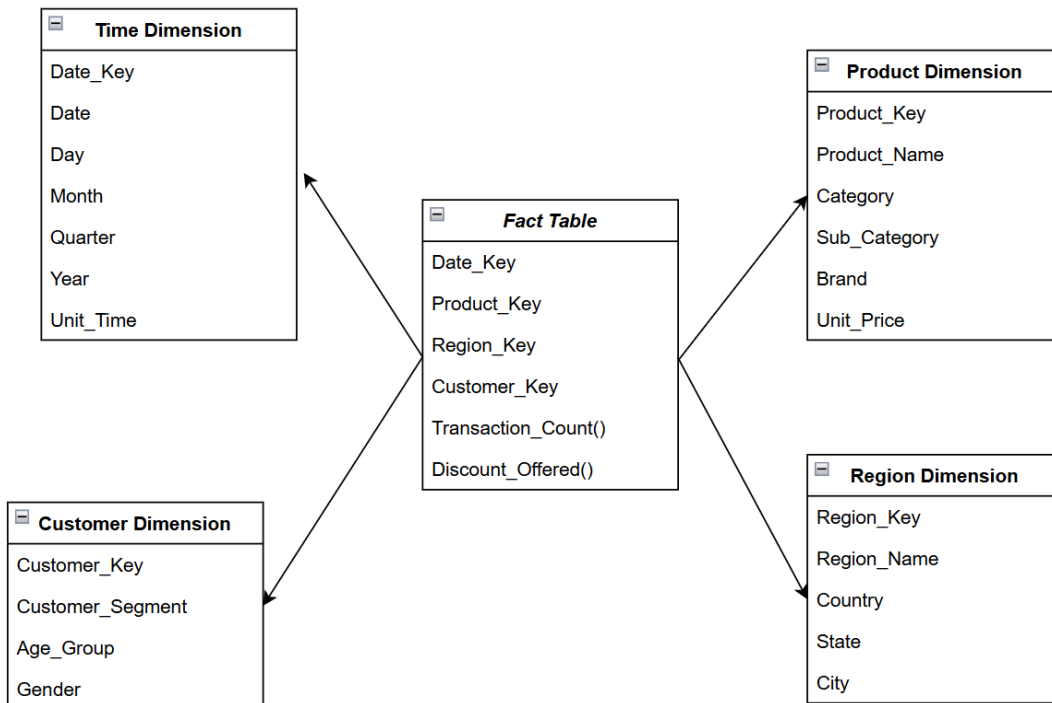 Time Dimension
Date_Key
Date
Day
Month
Quarter
Year
Unit_Time
Product Dimension
Product_Key
Product_Name
Category
Sub_Category
Brand
Unit_Price
Fact Table
Date_Key
Product_Key
Region_Key
Customer_Key
Transaction_Count()
Discount_Offered()
Customer Dimension
Customer_Key
Customer_Segment
Age_Group
Gender
Region Dimension
Region_Key
Region_Name
Country
State
City